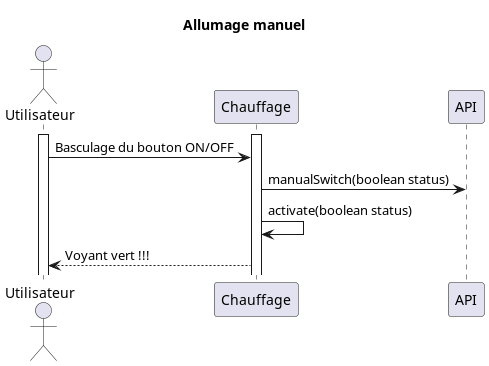 Allumage manuel
Utilisateur
Chauffage
API
Basculage du bouton ON/OFF
manualSwitch(boolean status)
activate(boolean status)
Voyant vert !!!
Utilisateur
Chauffage
API